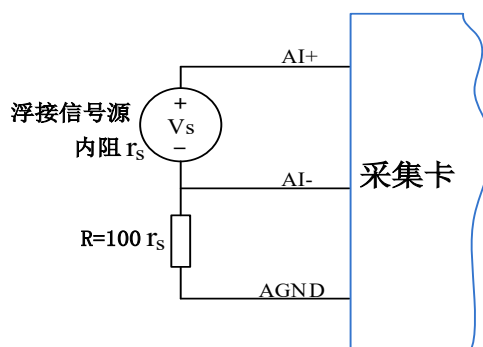 AI+
浮接信号源
内阻 rs
+
Vs
−
AI-
采集卡
R=100 rs
AGND